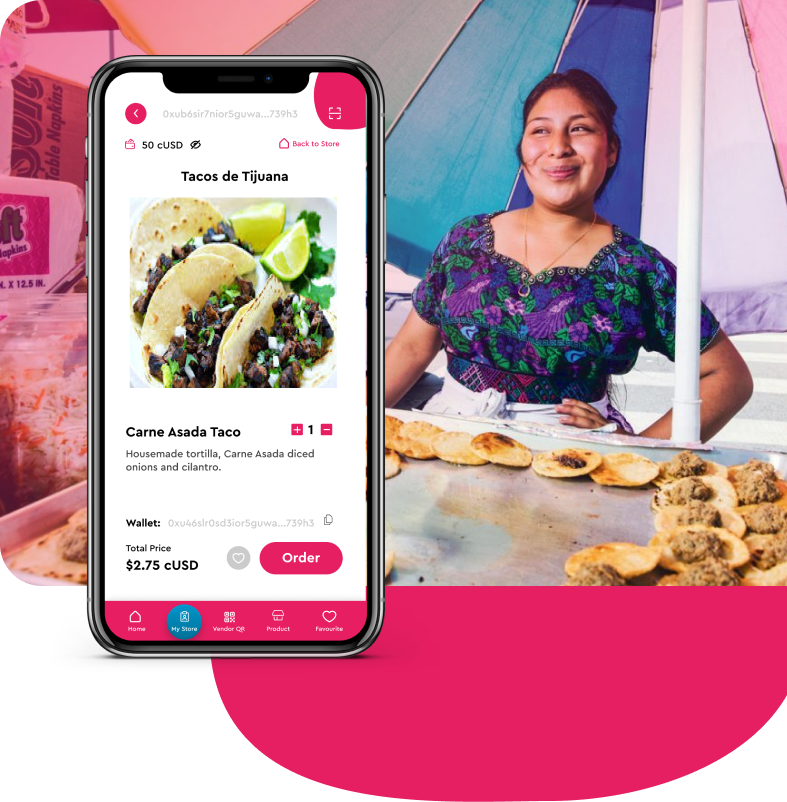 0xub6sir7nior5guwa...739h3
50 cUSD
Back to Store
Tacos de Tijuana
Carne Asada Taco
+ 1 −
Housemade tortilla, Carne Asada diced
onions and cilantro.
Wallet: 0xu46slr0sd3ior5guwa...739h3
Total Price
$2.75 cUSD
Order
Home
My Store
Vendor QR
Product
Favourite
Table Napkins
ft
Napkins
. X 12.5 IN.